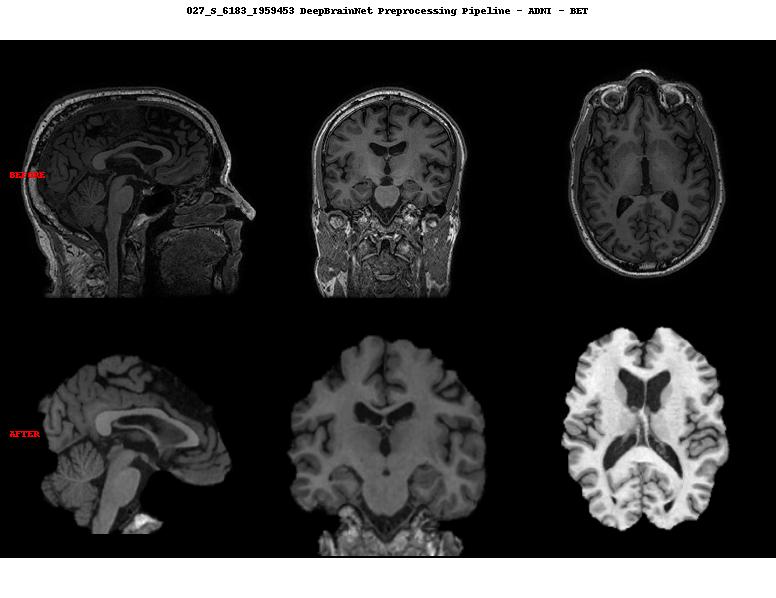 027_S_6183_I959453 DeepBrainNet Preprocessing Pipeline - ADNI - BET
BEFORE
AFTER